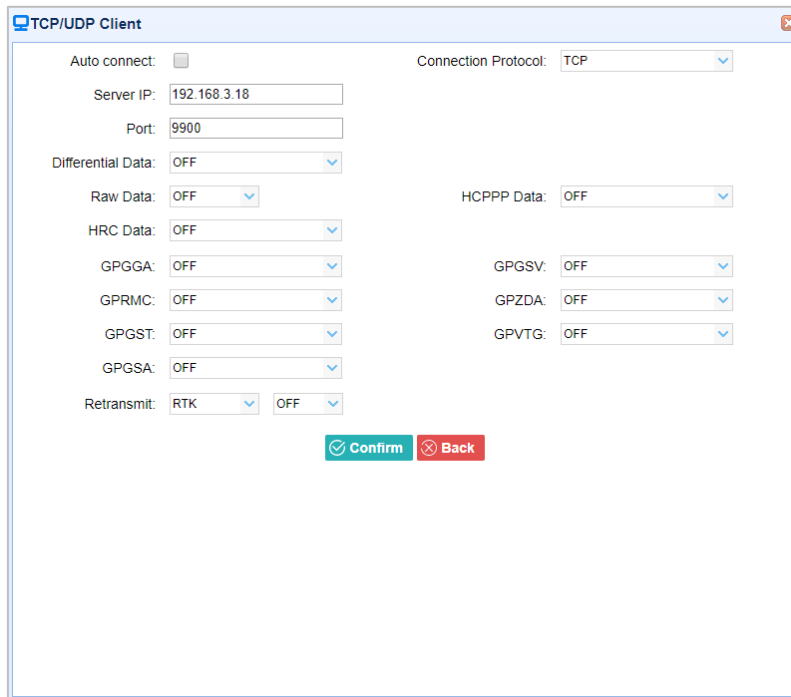 TCP/UDP Client
Auto connect: Connection Protocol: TCP
Server IP: 192.168.3.18
Port: 9900
Differential Data: OFF
Raw Data: OFF HCPPP Data: OFF
HRC Data: OFF
GPGGA: OFF GPGSV: OFF
GPRMC: OFF GPZDA: OFF
GPGST: OFF GPVTG: OFF
GPGSA: OFF
Retransmit: RTK OFF
Confirm Back